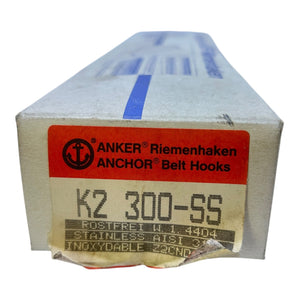 ANKER® Riemenhaken
ANCHOR® Belt Hooks
K2 300-SS
ROSTFREI W.1.4404
STAINLESS AISI
INOXYDABLE